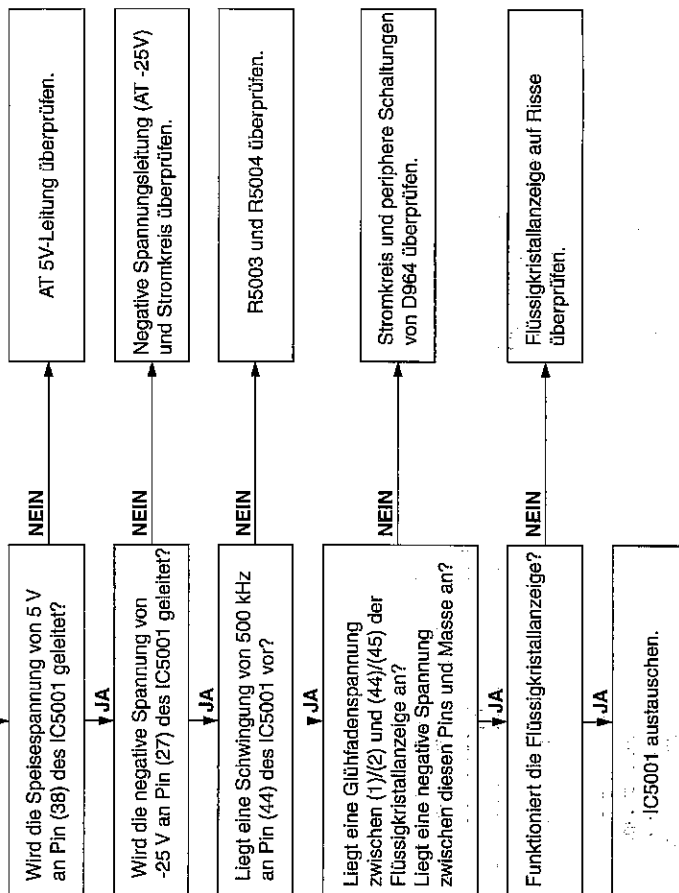 Wird die Speisespannung von 5 V
an Pin (38) des IC5001 geleitet?
NEIN
AT 5V-Leitung überprüfen.
JA
Wird die negative Spannung von
-25 V an Pin (27) des IC5001 geleitet?
NEIN
Negative Spannungsleitung (AT -25V)
und Stromkreis überprüfen.
JA
Liegt eine Schwingung von 500 kHz
an Pin (44) des IC5001 vor?
NEIN
R5003 und R5004 überprüfen.
JA
Liegt eine Glühfadenspannung
zwischen (1)/(2) und (44)/(45) der
Flüssigkristallanzeige an?
Liegt eine negative Spannung
zwischen diesen Pins und Masse an?
NEIN
Stromkreis und periphere Schaltungen
von D964 überprüfen.
JA
Funktioniert die Flüssigkristallanzeige?
NEIN
Flüssigkristallanzeige auf Risse
überprüfen.
JA
IC5001 austauschen.